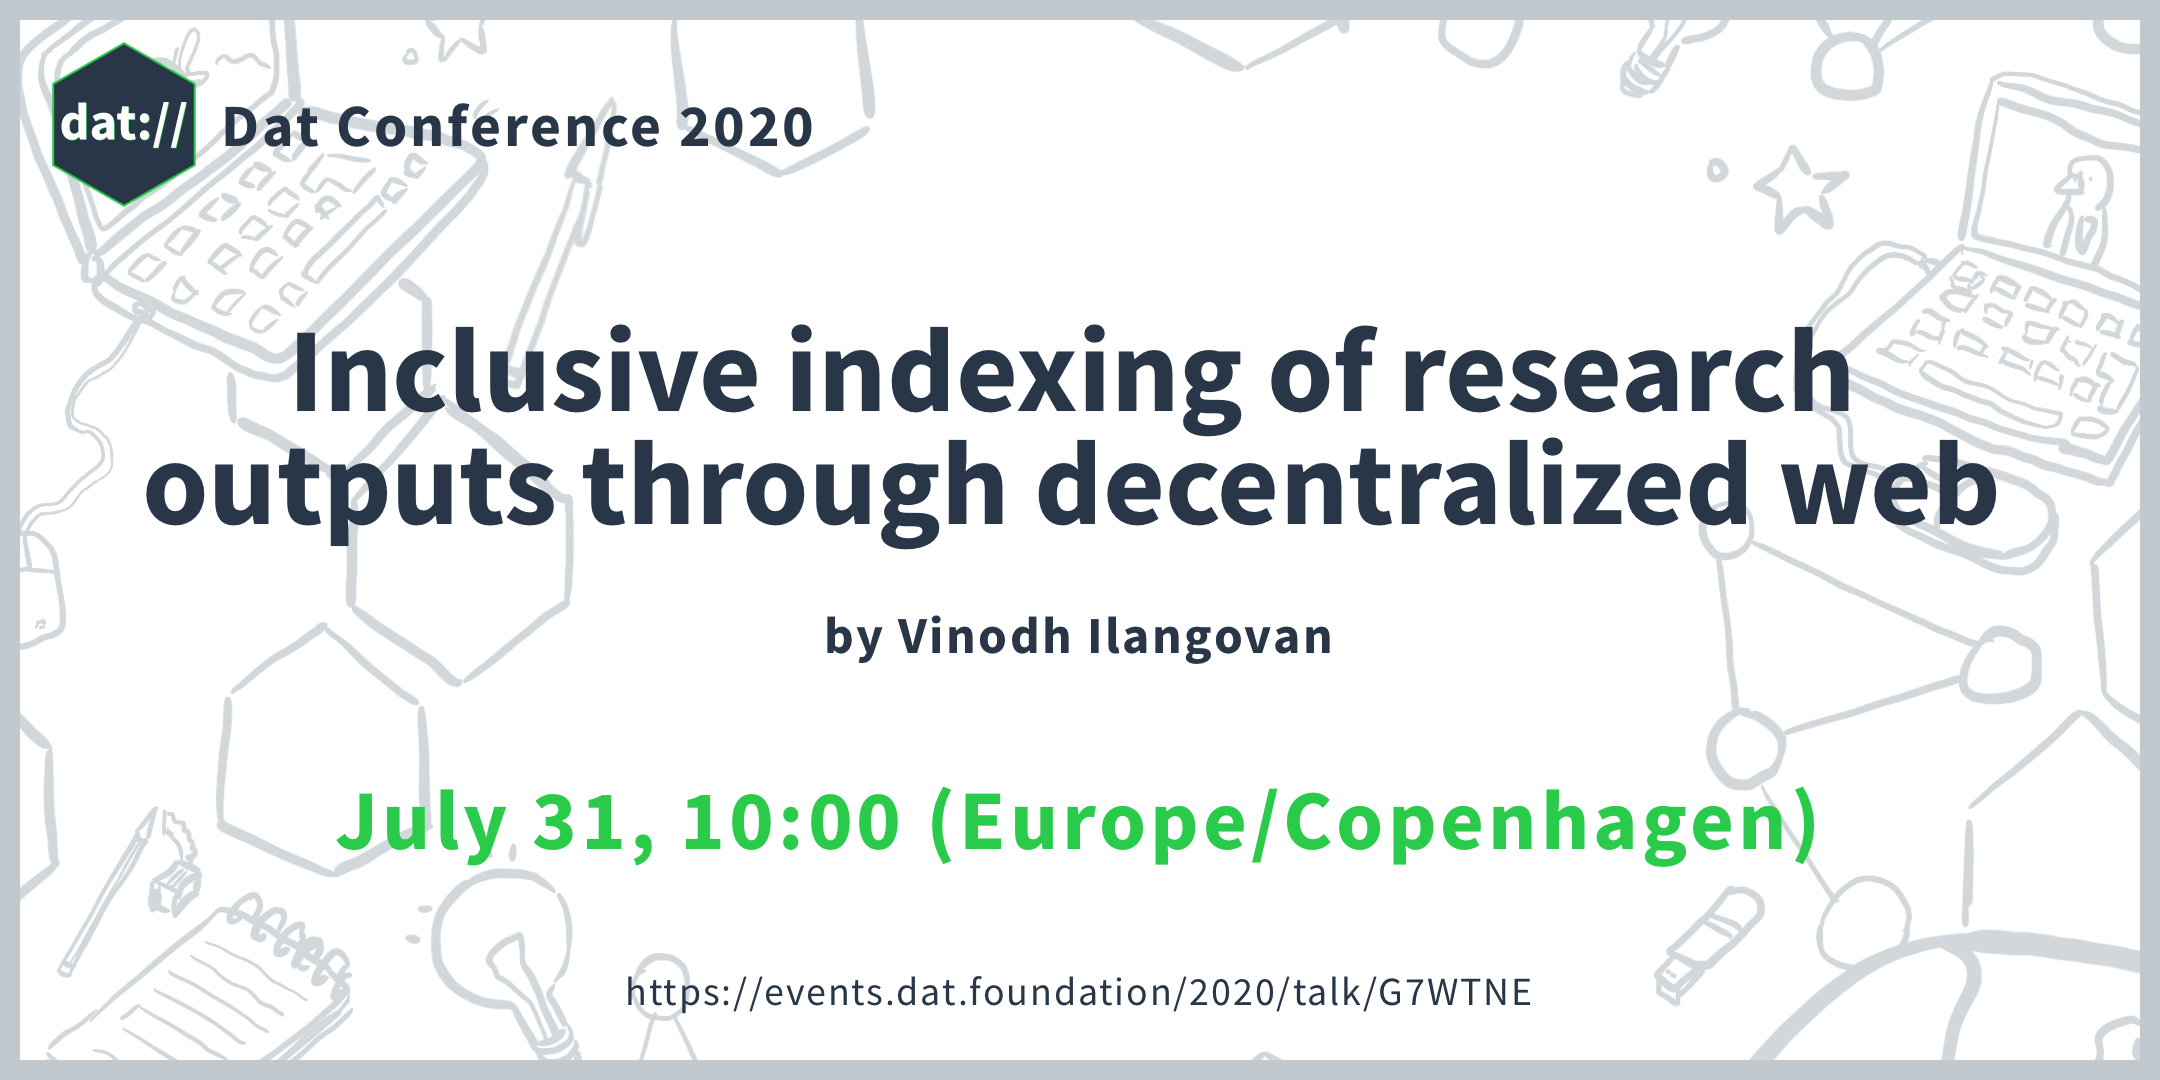 dat://
Dat Conference 2020
Inclusive indexing of research
outputs through decentralized web
by Vinodh Ilangovan
July 31, 10:00 (Europe/Copenhagen)
https://events.dat.foundation/2020/talk/G7WTNE